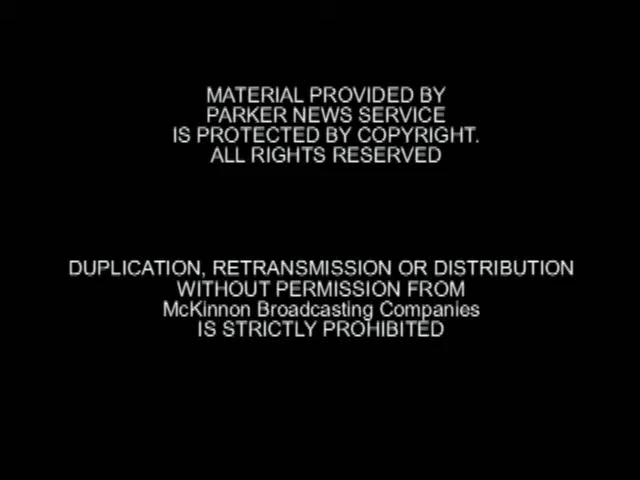 MATERIAL PROVIDED BY
PARKER NEWS SERVICE
IS PROTECTED BY COPYRIGHT.
ALL RIGHTS RESERVED
DUPLICATION, RETRANSMISSION OR DISTRIBUTION
WITHOUT PERMISSION FROM
McKinnon Broadcasting Companies
IS STRICTLY PROHIBITED